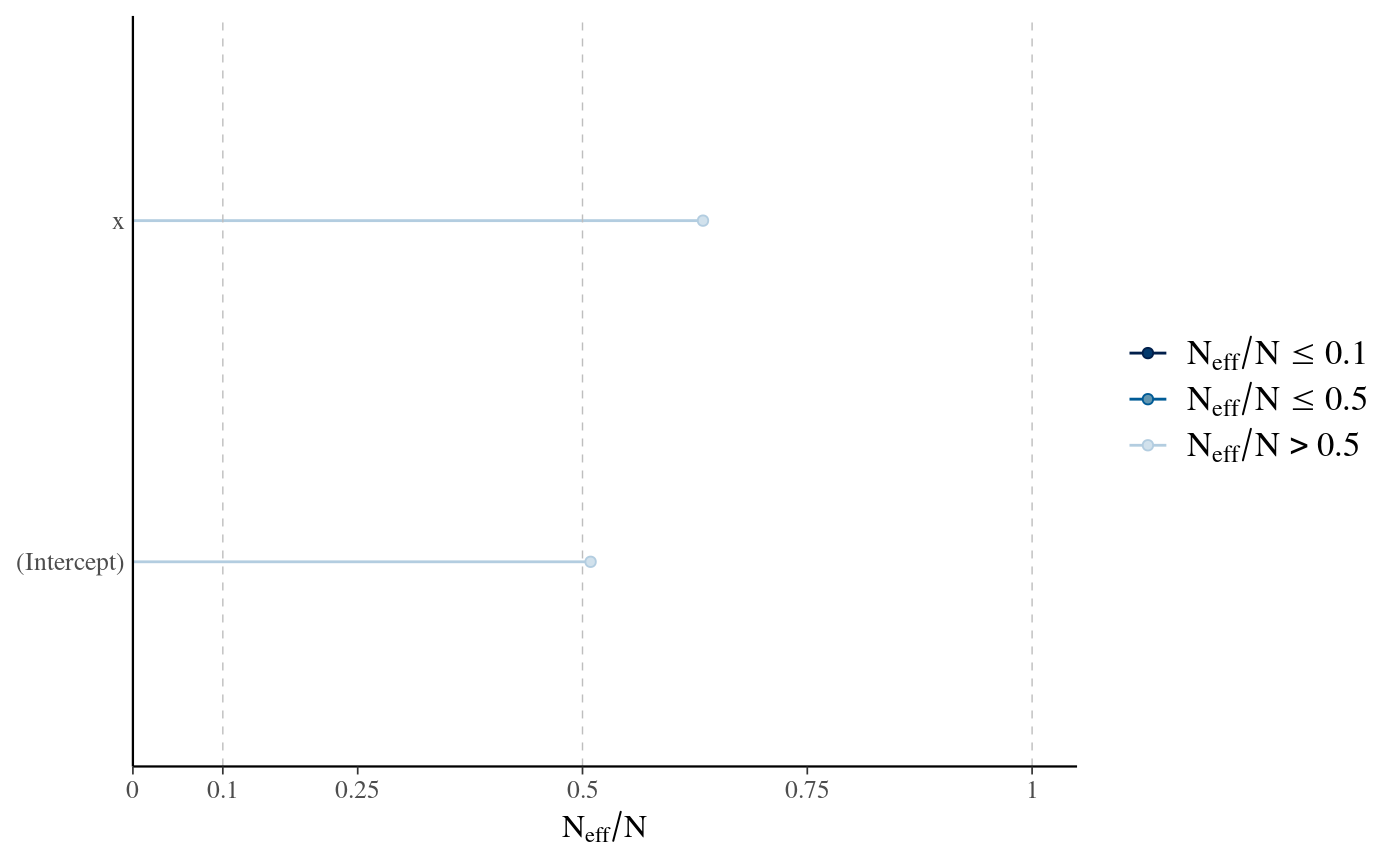 x
(Intercept)
0 0.1 0.25 0.5 0.75 1
Neff/N
Neff/N ≤ 0.1
Neff/N ≤ 0.5
Neff/N > 0.5